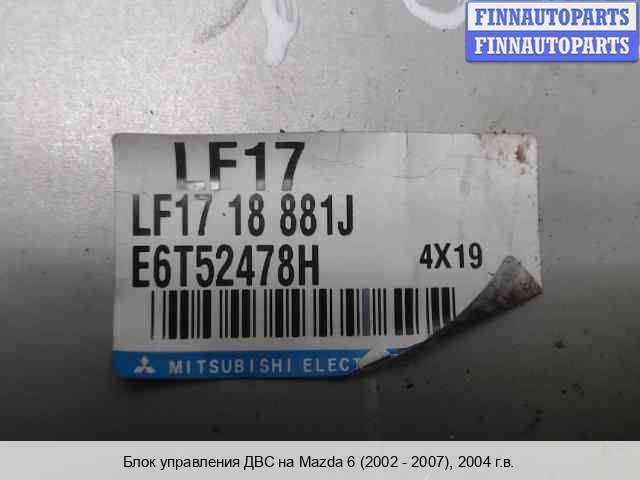 FINNAUTOPARTS
FINNAUTOPARTS
LF17
LF17 18 881J
E6T52478H 4X19
MITSUBISHI ELECT
Блок управления ДВС на Mazda 6 (2002 - 2007), 2004 г.в.